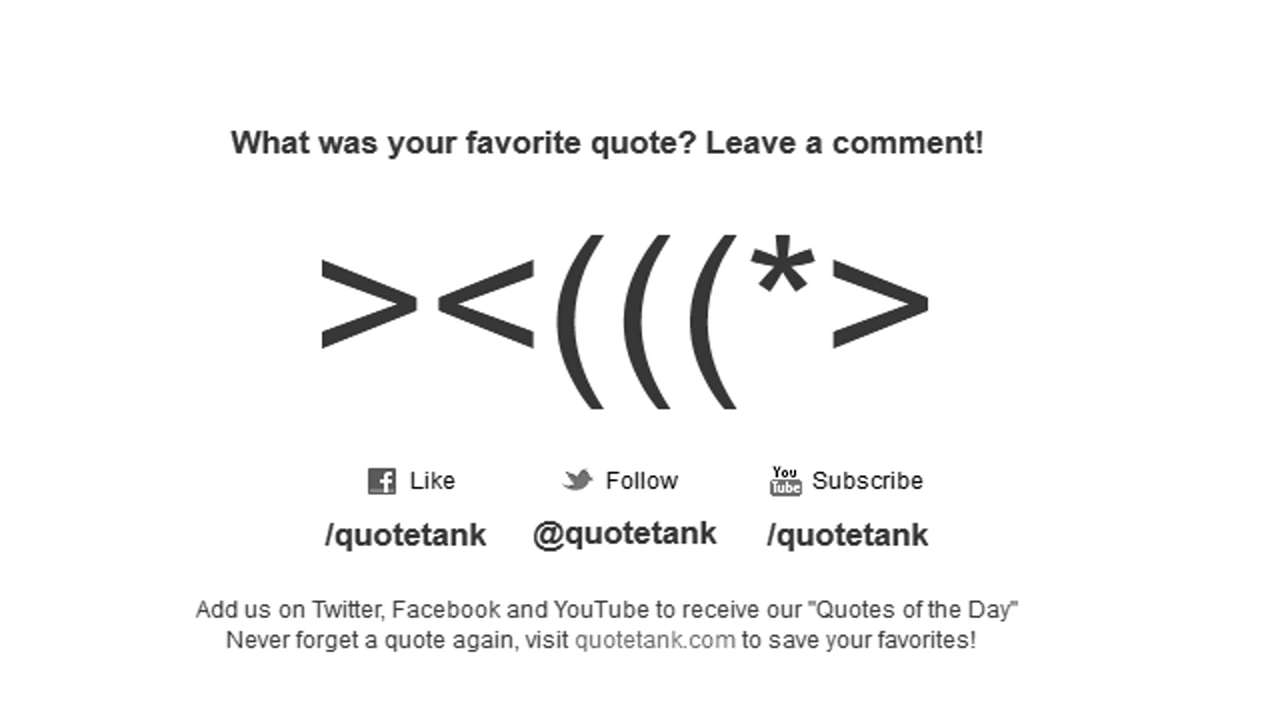 What was your favorite quote? Leave a comment!
><(((*>
Like Follow You Tube Subscribe
/quotetank @quotetank /quotetank
Add us on Twitter, Facebook and YouTube to receive our "Quotes of the Day"
Never forget a quote again, visit quotetank.com to save your favorites!